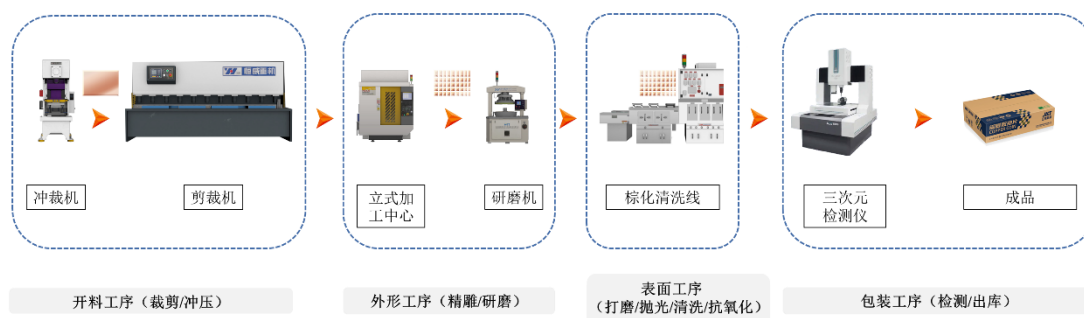 冲裁机
剪裁机
立式加
工中心
研磨机
棕化清洗线
三次元
检测仪
成品
开料工序（裁剪/冲压）
外形工序（精雕/研磨）
表面工序
（打磨/抛光/清洗/抗氧化）
包装工序（检测/出库）